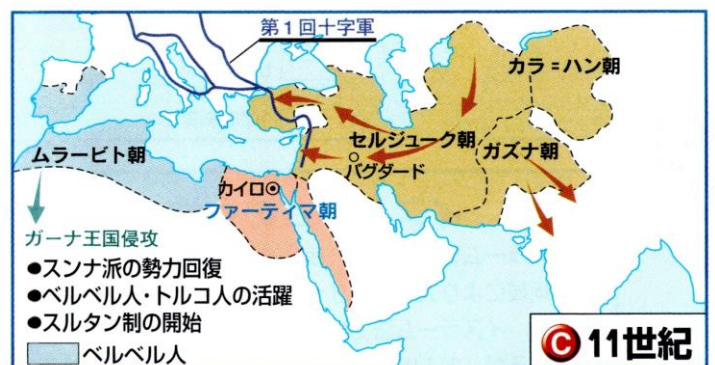 第1回十字軍
カラ=ハン朝
セルジューク朝
ガズナ朝
バグダード
ムラービト朝
カイロ
ファーティマ朝
ガーナ王国侵攻
●スンナ派の勢力回復
●ベルベル人・トルコ人の活躍
●スルタン制の開始
ベルベル人
C 11世紀